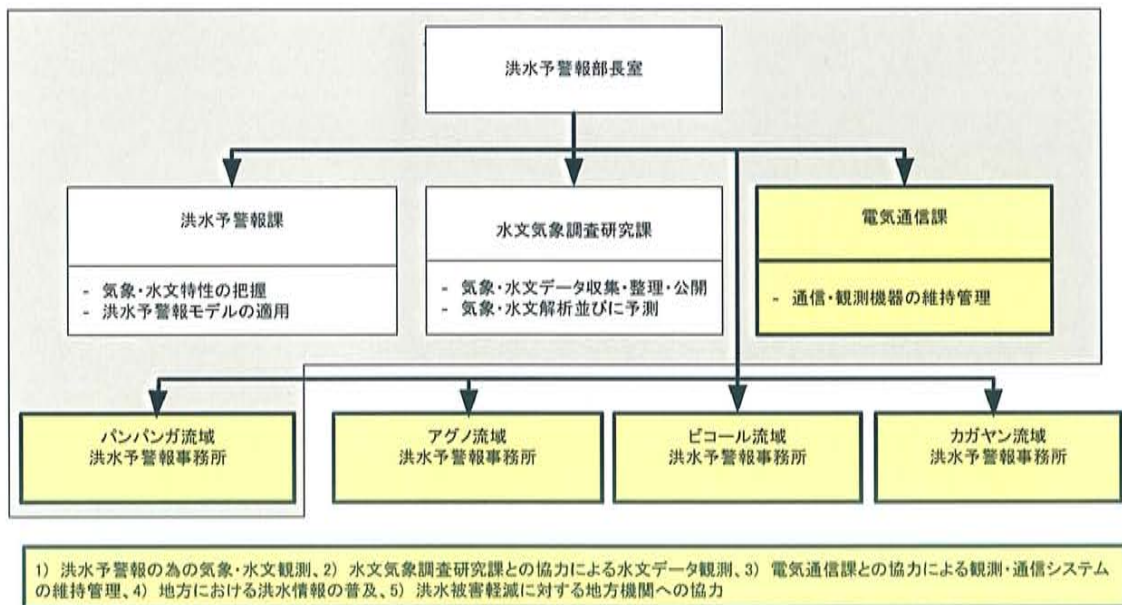 洪水予警報部長室
洪水予警報課
- 気象・水文特性の把握
- 洪水予警報モデルの適用
水文気象調査研究課
- 気象・水文データ収集・整理・公開
- 気象・水文解析並びに予測
電気通信課
- 通信・観測機器の維持管理
パンパンガ流域
洪水予警報事務所
アグノ流域
洪水予警報事務所
ビコール流域
洪水予警報事務所
カガヤン流域
洪水予警報事務所
1) 洪水予警報の為の気象・水文観測、2) 水文気象調査研究課との協力による水文データ観測、3) 電気通信課との協力による観測・通信システム
の維持管理、4) 地方における洪水情報の普及、5) 洪水被害軽減に対する地方機関への協力